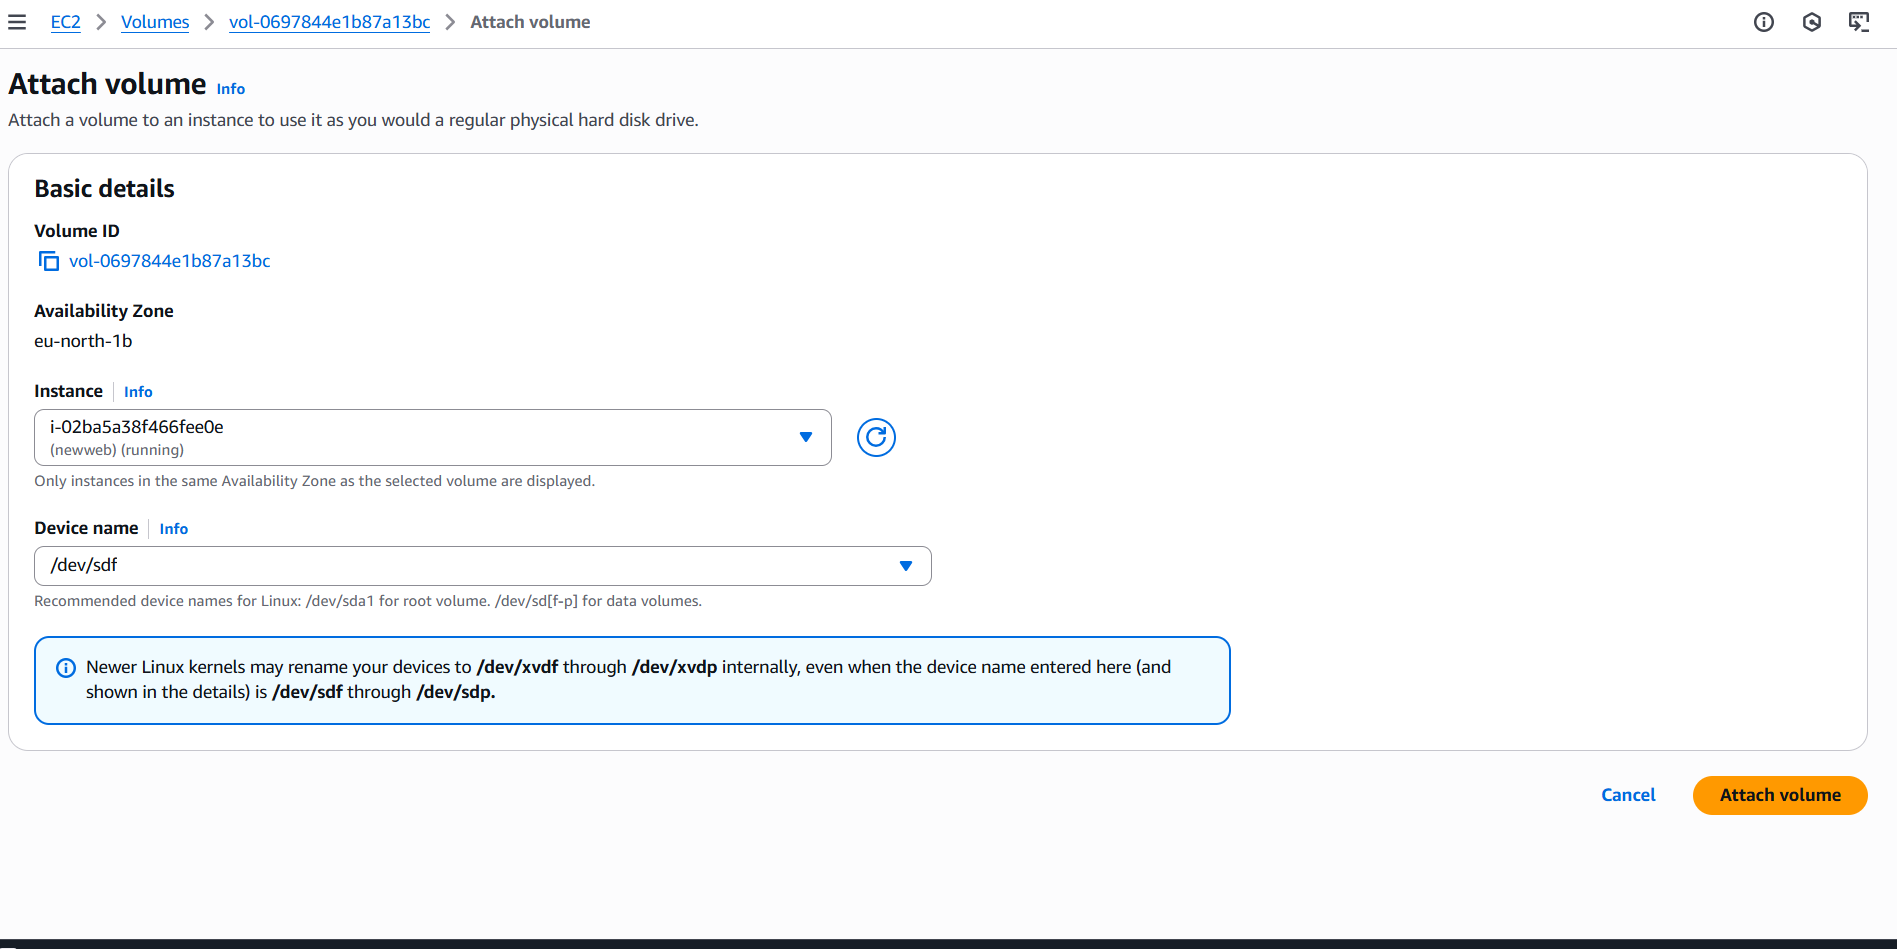 EC2 > Volumes > vol-0697844e1b87a13bc > Attach volume
Attach volume Info
Attach a volume to an instance to use it as you would a regular physical hard disk drive.
Basic details
Volume ID
vol-0697844e1b87a13bc
Availability Zone
eu-north-1b
Instance Info
i-02ba5a38f466fee0e
(newweb) (running)
Only instances in the same Availability Zone as the selected volume are displayed.
Device name Info
/dev/sdf
Recommended device names for Linux: /dev/sda1 for root volume. /dev/sd[f-p] for data volumes.
Newer Linux kernels may rename your devices to /dev/xvdf through /dev/xvdp internally, even when the device name entered here (and
shown in the details) is /dev/sdf through /dev/sdp.
Cancel Attach volume